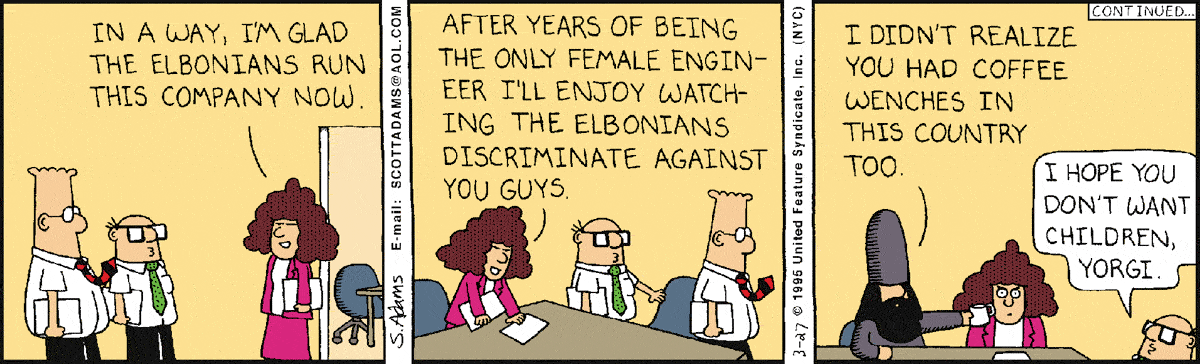 IN A WAY, I'M GLAD
THE ELBONIANS RUN
THIS COMPANY NOW.
S.Adams E-mail: SCOTTADAMS@AOL.COM
AFTER YEARS OF BEING
THE ONLY FEMALE ENGIN-
EER I'LL ENJOY WATCH-
ING THE ELBONIANS
DISCRIMINATE AGAINST
YOU GUYS.
3-27 © 1996 United Feature Syndicate, Inc. (NYC)
CONTINUED...
I DIDN'T REALIZE
YOU HAD COFFEE
WENCHES IN
THIS COUNTRY
TOO.
I HOPE YOU
DON'T WANT
CHILDREN,
YORGI.